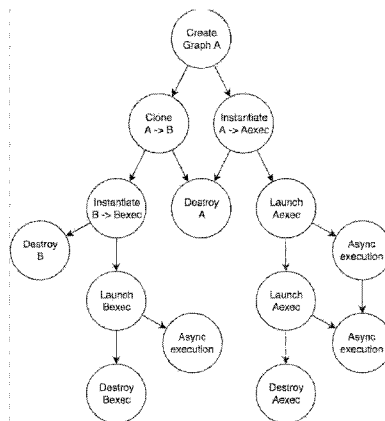 Create
Graph A
Clone
A -> B
Instantiate
A -> Aexec
Instantiate
B -> Bexec
Destroy
A
Launch
Aexec
Destroy
B
Async
execution
Launch
Bexec
Launch
Aexec
Async
execution
Async
execution
Destroy
Bexec
Destroy
Aexec